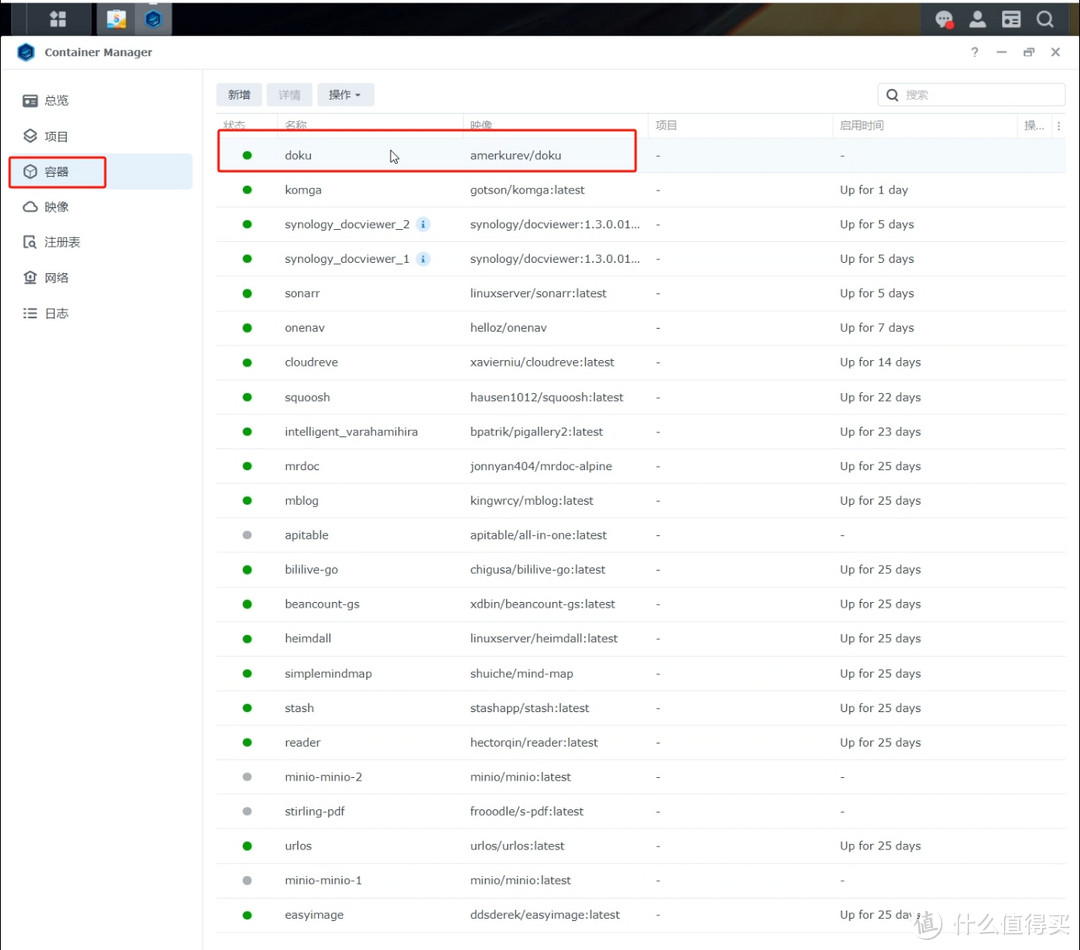 Container Manager
?
总览
项目
容器
映像
注册表
网络
日志
新增 详情 操作
搜索
状态 名称 映像 项目 启用时间 操...
doku amerkurev/doku - -
komga gotson/komga:latest - Up for 1 day
synology_docviewer_2 synology/docviewer:1.3.0.01... - Up for 5 days
synology_docviewer_1 synology/docviewer:1.3.0.01... - Up for 5 days
sonarr linuxserver/sonarr:latest - Up for 5 days
onenav helloz/onenav - Up for 7 days
cloudreve xavierniu/cloudreve:latest - Up for 14 days
squoosh hausen1012/squoosh:latest - Up for 22 days
intelligent_varahamihira bpatrik/pigallery2:latest - Up for 23 days
mrdoc jonnyan404/mrdoc-alpine - Up for 25 days
mblog kingwrcy/mblog:latest - Up for 25 days
apitable apitable/all-in-one:latest - -
bililive-go chigusa/bililive-go:latest - Up for 25 days
beancount-gs xdbin/beancount-gs:latest - Up for 25 days
heimdall linuxserver/heimdall:latest - Up for 25 days
simplemindmap shuiche/mind-map - Up for 25 days
stash stashapp/stash:latest - Up for 25 days
reader hectorqin/reader:latest - Up for 25 days
minio-minio-2 minio/minio:latest - -
stirling-pdf frooodle/s-pdf:latest - -
urlos urlos/urlos:latest - Up for 25 days
minio-minio-1 minio/minio:latest - -
easyimage ddsderek/easyimage:latest - Up for 25 days
值 什么值得买